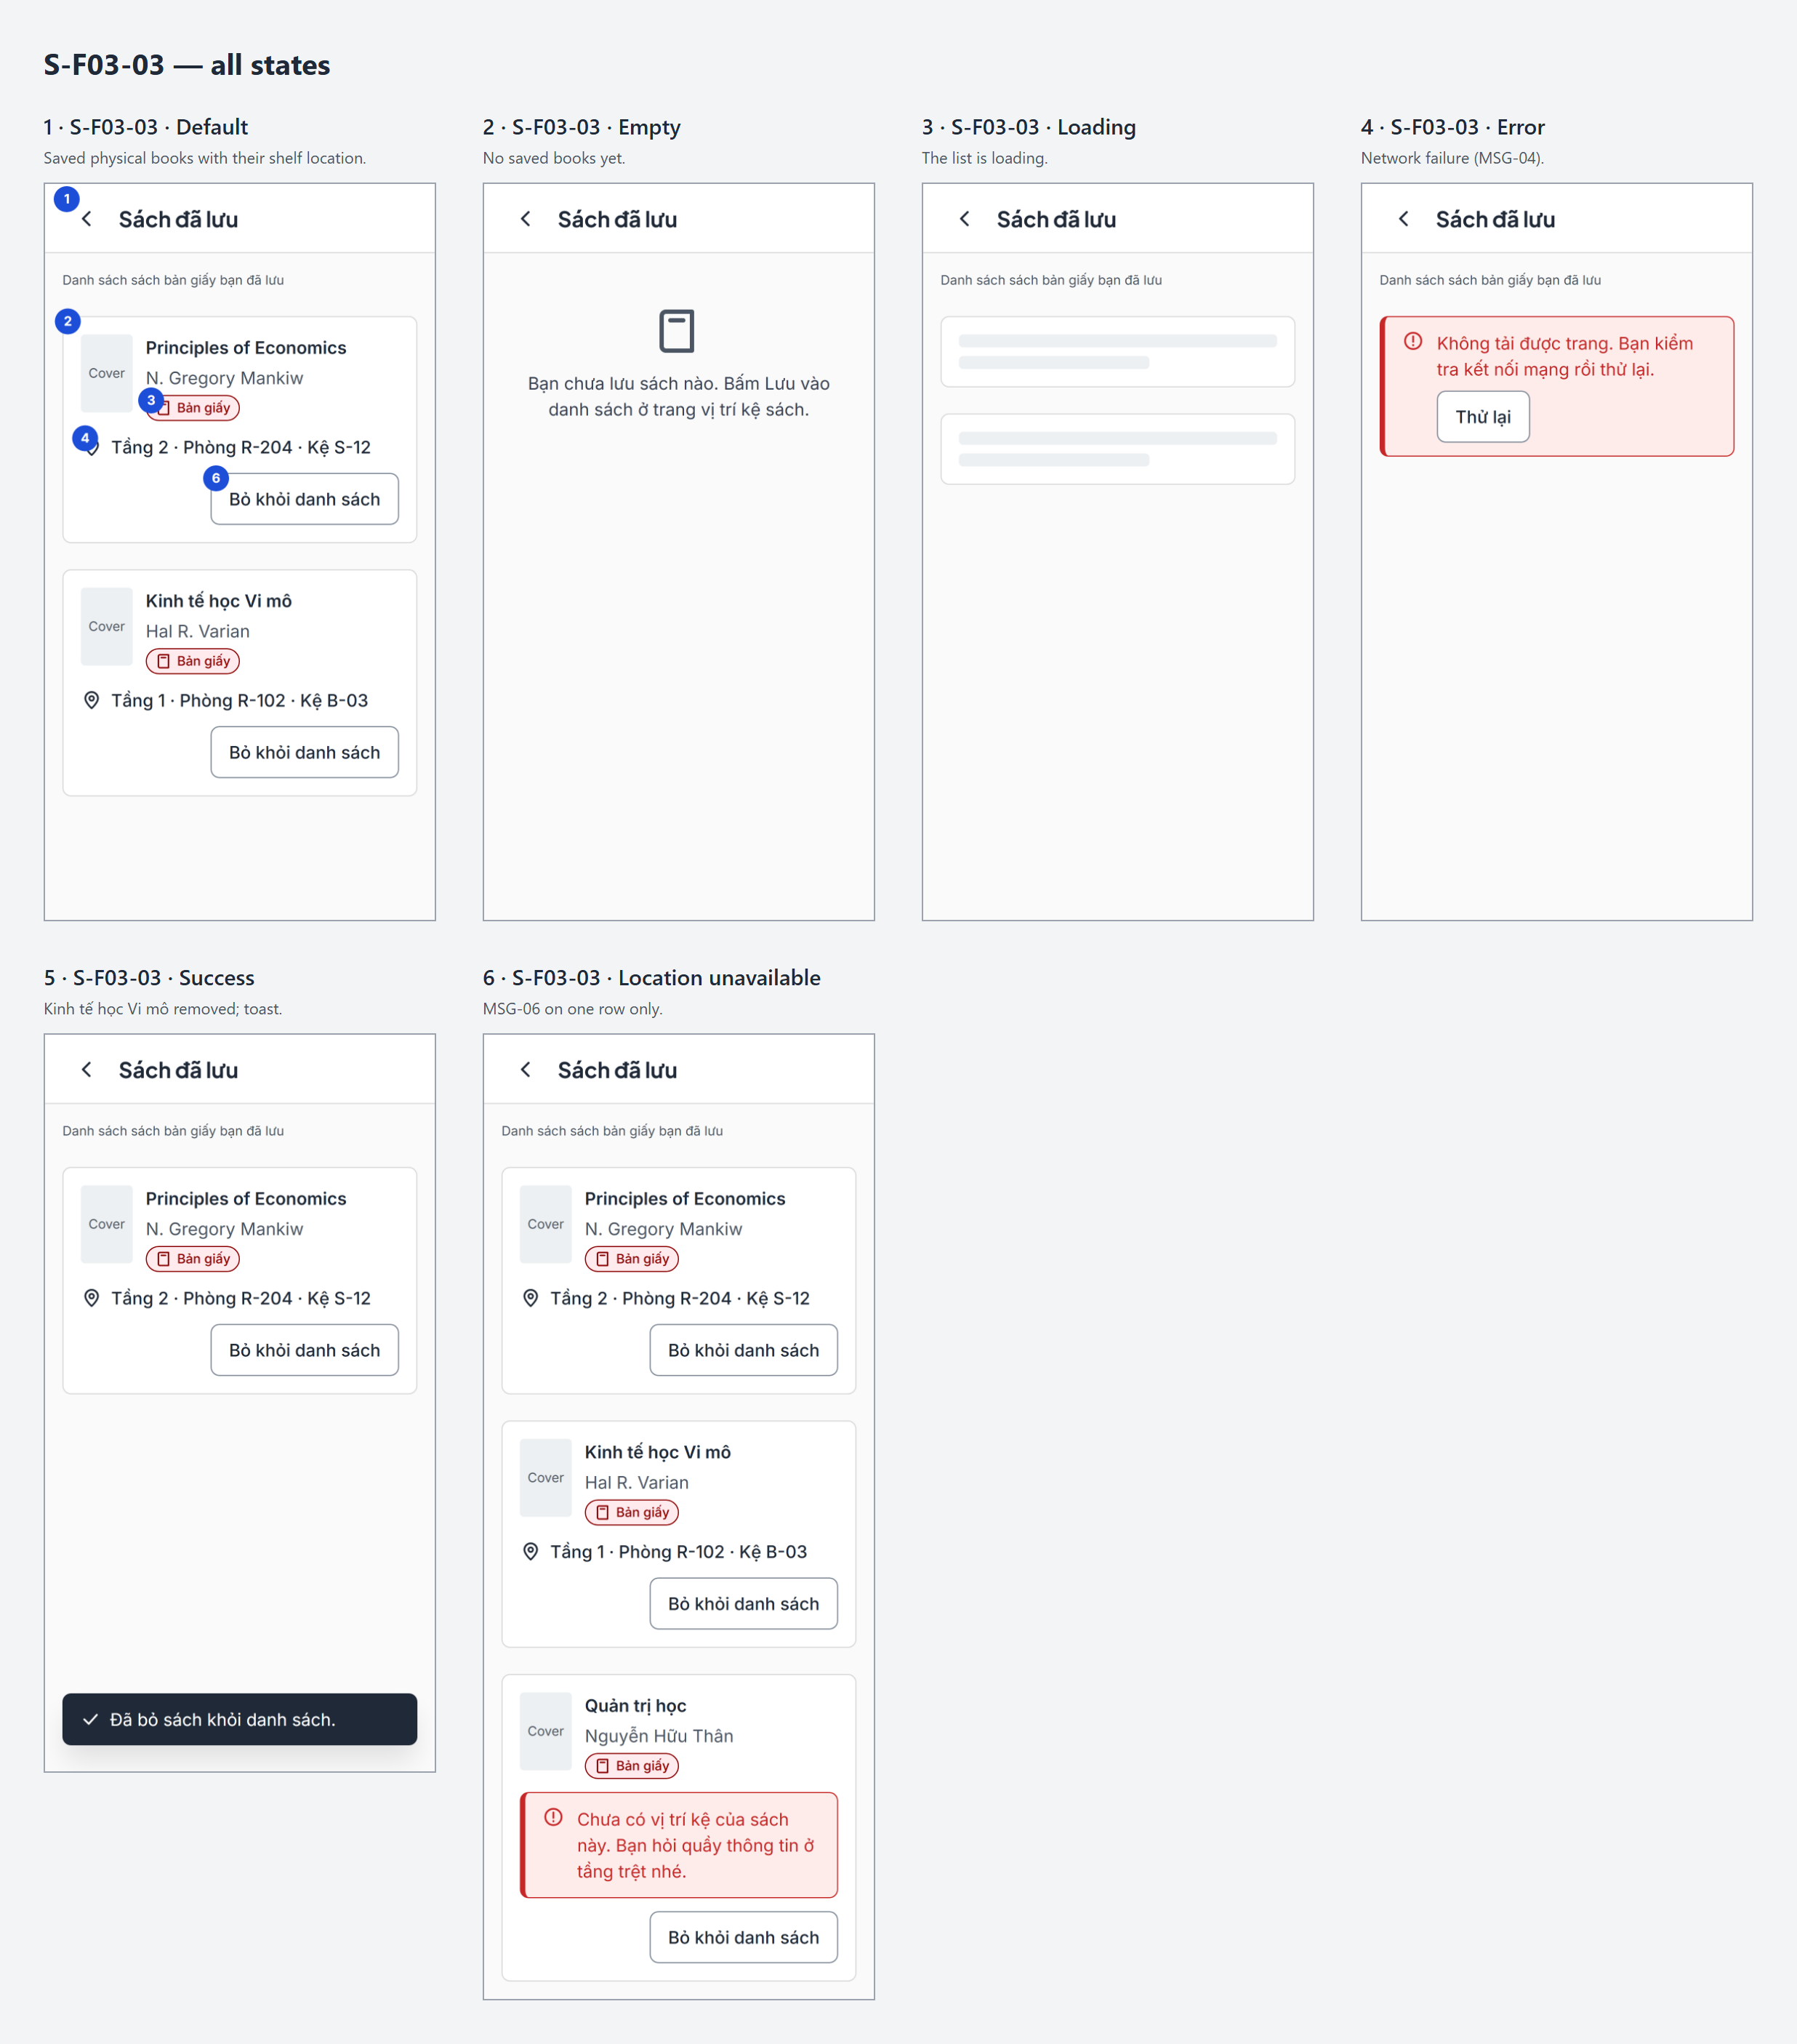 S-F03-03 — all states
1 · S-F03-03 · Default
Saved physical books with their shelf location.
1
Sách đã lưu
Danh sách sách bản giấy bạn đã lưu
2
Cover
Principles of Economics
N. Gregory Mankiw
3
Bản giấy
4
Tầng 2 · Phòng R-204 · Kệ S-12
6
Bỏ khỏi danh sách
Cover
Kinh tế học Vi mô
Hal R. Varian
Bản giấy
Tầng 1 · Phòng R-102 · Kệ B-03
Bỏ khỏi danh sách
2 · S-F03-03 · Empty
No saved books yet.
Sách đã lưu
Bạn chưa lưu sách nào. Bấm Lưu vào
danh sách ở trang vị trí kệ sách.
3 · S-F03-03 · Loading
The list is loading.
Sách đã lưu
Danh sách sách bản giấy bạn đã lưu
4 · S-F03-03 · Error
Network failure (MSG-04).
Sách đã lưu
Danh sách sách bản giấy bạn đã lưu
Không tải được trang. Bạn kiểm
tra kết nối mạng rồi thử lại.
Thử lại
5 · S-F03-03 · Success
Kinh tế học Vi mô removed; toast.
Sách đã lưu
Danh sách sách bản giấy bạn đã lưu
Cover
Principles of Economics
N. Gregory Mankiw
Bản giấy
Tầng 2 · Phòng R-204 · Kệ S-12
Bỏ khỏi danh sách
Đã bỏ sách khỏi danh sách.
6 · S-F03-03 · Location unavailable
MSG-06 on one row only.
Sách đã lưu
Danh sách sách bản giấy bạn đã lưu
Cover
Principles of Economics
N. Gregory Mankiw
Bản giấy
Tầng 2 · Phòng R-204 · Kệ S-12
Bỏ khỏi danh sách
Cover
Kinh tế học Vi mô
Hal R. Varian
Bản giấy
Tầng 1 · Phòng R-102 · Kệ B-03
Bỏ khỏi danh sách
Cover
Quản trị học
Nguyễn Hữu Thân
Bản giấy
Chưa có vị trí kệ của sách
này. Bạn hỏi quầy thông tin ở
tầng trệt nhé.
Bỏ khỏi danh sách